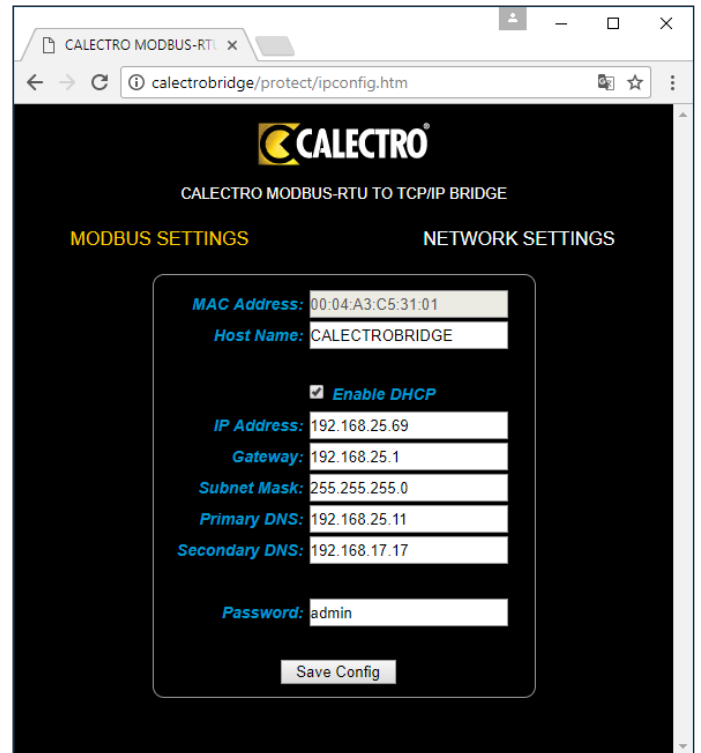 CALECTRO MODBUS-RTU
calectrobridge/protect/ipconfig.htm
CALECTRO®
CALECTRO MODBUS-RTU TO TCP/IP BRIDGE
MODBUS SETTINGS NETWORK SETTINGS
MAC Address: 00:04:A3:C5:31:01
Host Name: CALECTROBRIDGE
Enable DHCP
IP Address: 192.168.25.69
Gateway: 192.168.25.1
Subnet Mask: 255.255.255.0
Primary DNS: 192.168.25.11
Secondary DNS: 192.168.17.17
Password: admin
Save Config